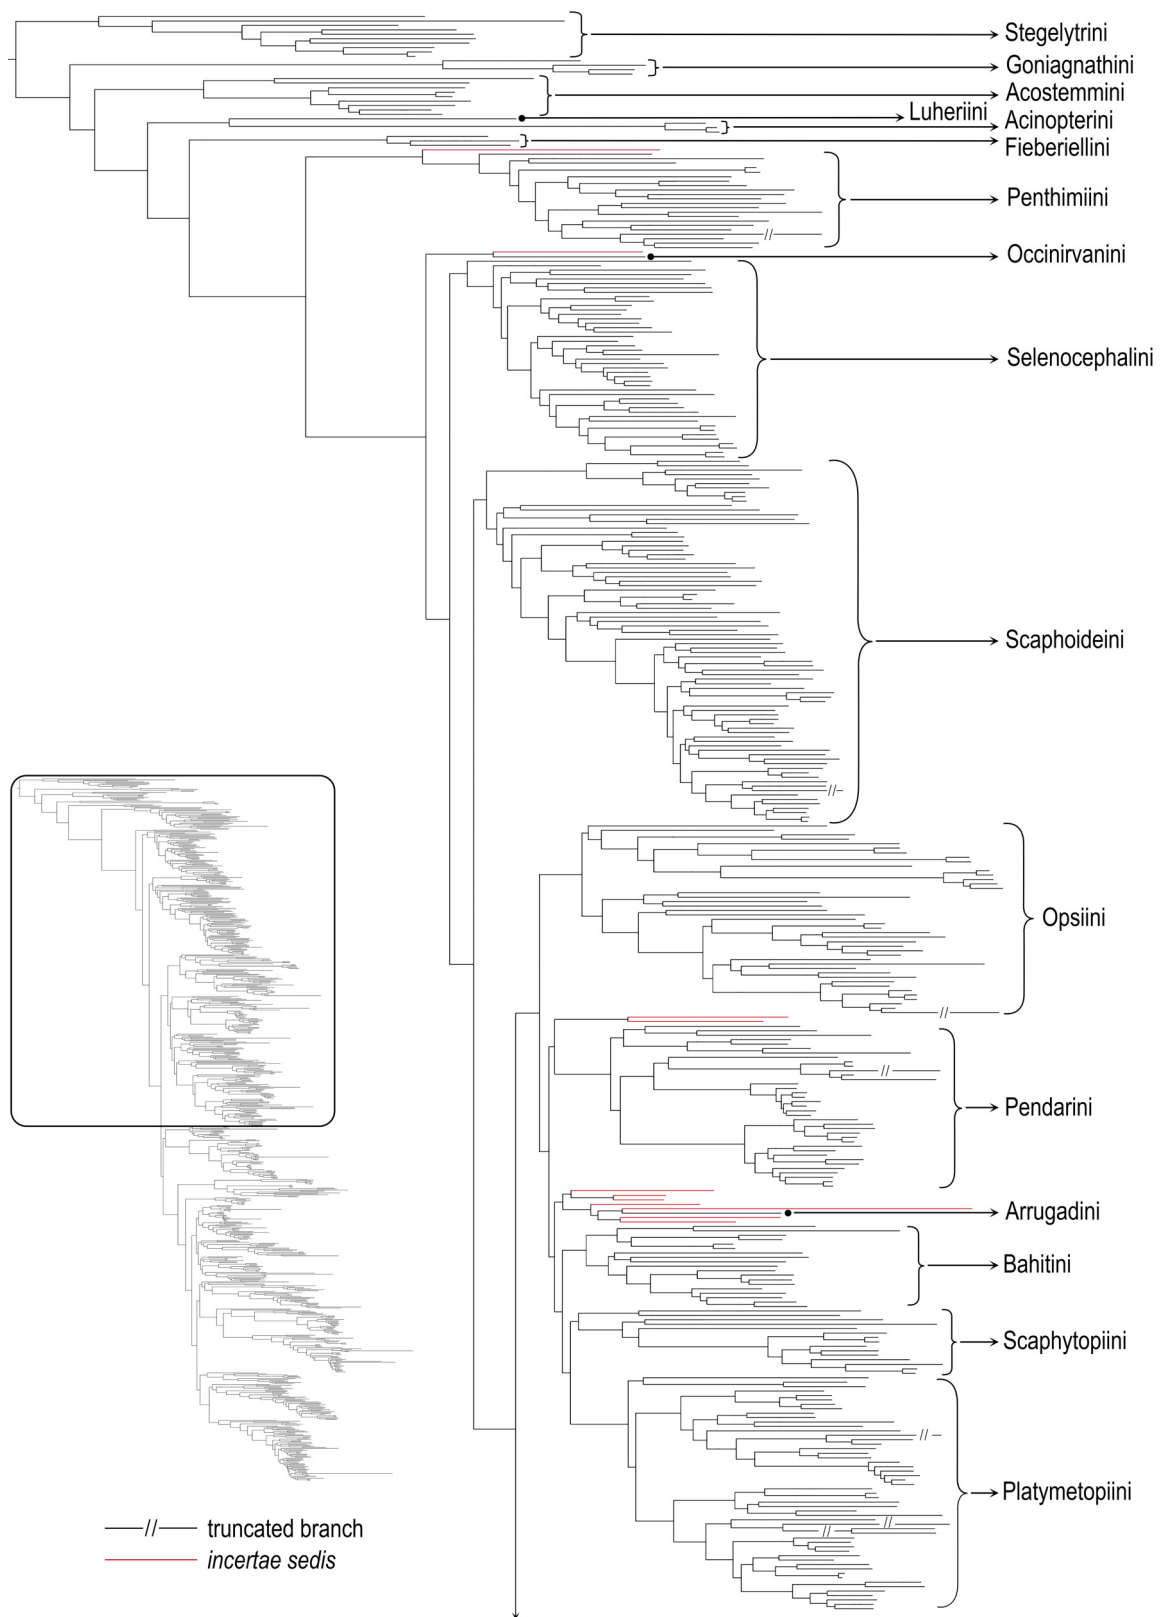 Stegelytrini
Goniagnathini
Acostemmini
Luheriini
Acinopterini
Fieberiellini
Penthimiini
//
Occinirvanini
Selenocephalini
Scaphoideini
//
Opsiini
//
Pendarini
//
Arrugadini
Bahitini
Scaphytopiini
Platymetopiini
//
//
//
// truncated branch
incertae sedis